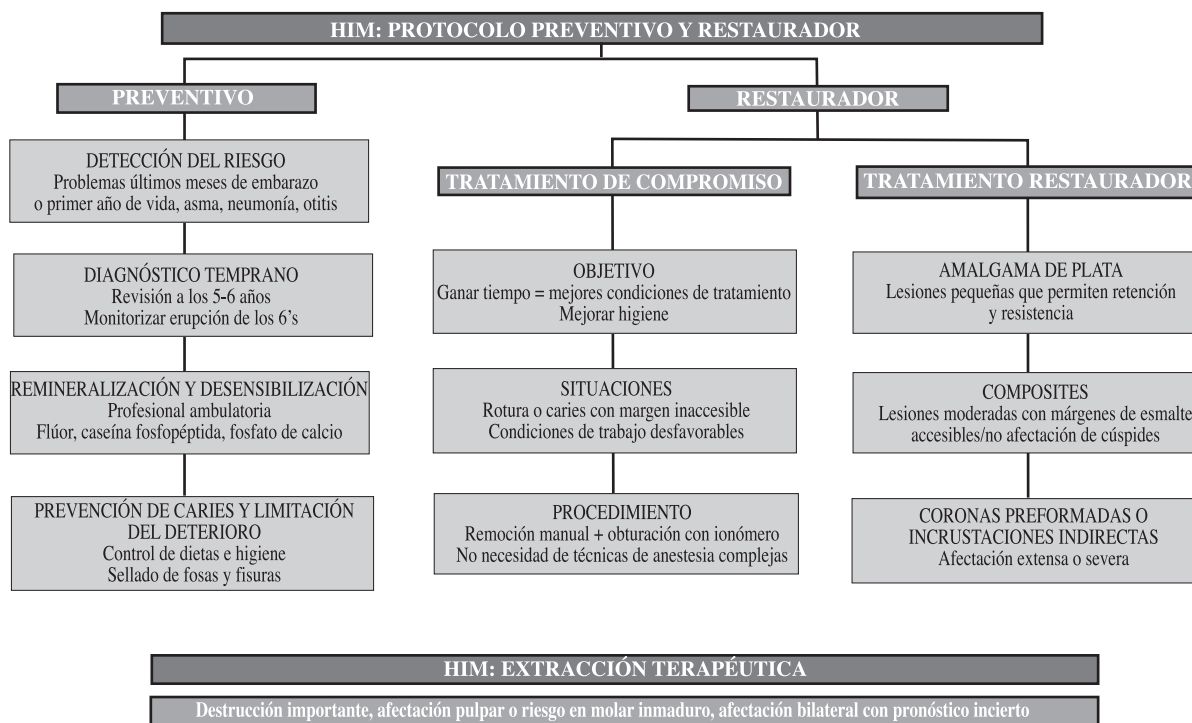 HIM: PROTOCOLO PREVENTIVO Y RESTAURADOR
PREVENTIVO
DETECCIÓN DEL RIESGO
Problemas últimos meses de embarazo
o primer año de vida, asma, neumonía, otitis
DIAGNÓSTICO TEMPRANO
Revisión a los 5-6 años
Monitorizar erupción de los 6's
REMINERALIZACIÓN Y DESENSIBILIZACIÓN
Profesional ambulatoria
Flúor, caseína fosfopéptida, fosfato de calcio
PREVENCIÓN DE CARIES Y LIMITACIÓN
DEL DETERIORO
Control de dietas e higiene
Sellado de fosas y fisuras
RESTAURADOR
TRATAMIENTO DE COMPROMISO
OBJETIVO
Ganar tiempo = mejores condiciones de tratamiento
Mejorar higiene
SITUACIONES
Rotura o caries con margen inaccesible
Condiciones de trabajo desfavorables
PROCEDIMIENTO
Remoción manual + obturación con ionómero
No necesidad de técnicas de anestesia complejas
TRATAMIENTO RESTAURADOR
AMALGAMA DE PLATA
Lesiones pequeñas que permiten retención
y resistencia
COMPOSITES
Lesiones moderadas con márgenes de esmalte
accesibles/no afectación de cúspides
CORONAS PREFORMADAS O
INCRUSTACIONES INDIRECTAS
Afectación extensa o severa
HIM: EXTRACCIÓN TERAPÉUTICA
Destrucción importante, afectación pulpar o riesgo en molar inmaduro, afectación bilateral con pronóstico incierto